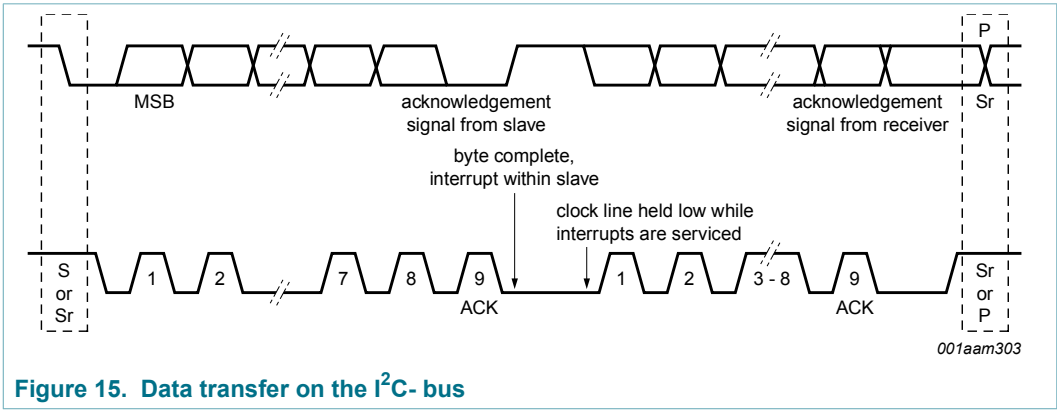 P
MSB
acknowledgement
signal from slave
acknowledgement
signal from receiver
Sr
byte complete,
interrupt within slave
clock line held low while
interrupts are serviced
S
or
Sr
1
2
7
8
9
ACK
1
2
3 - 8
9
ACK
Sr
or
P
001aam303
Figure 15. Data transfer on the I²C- bus